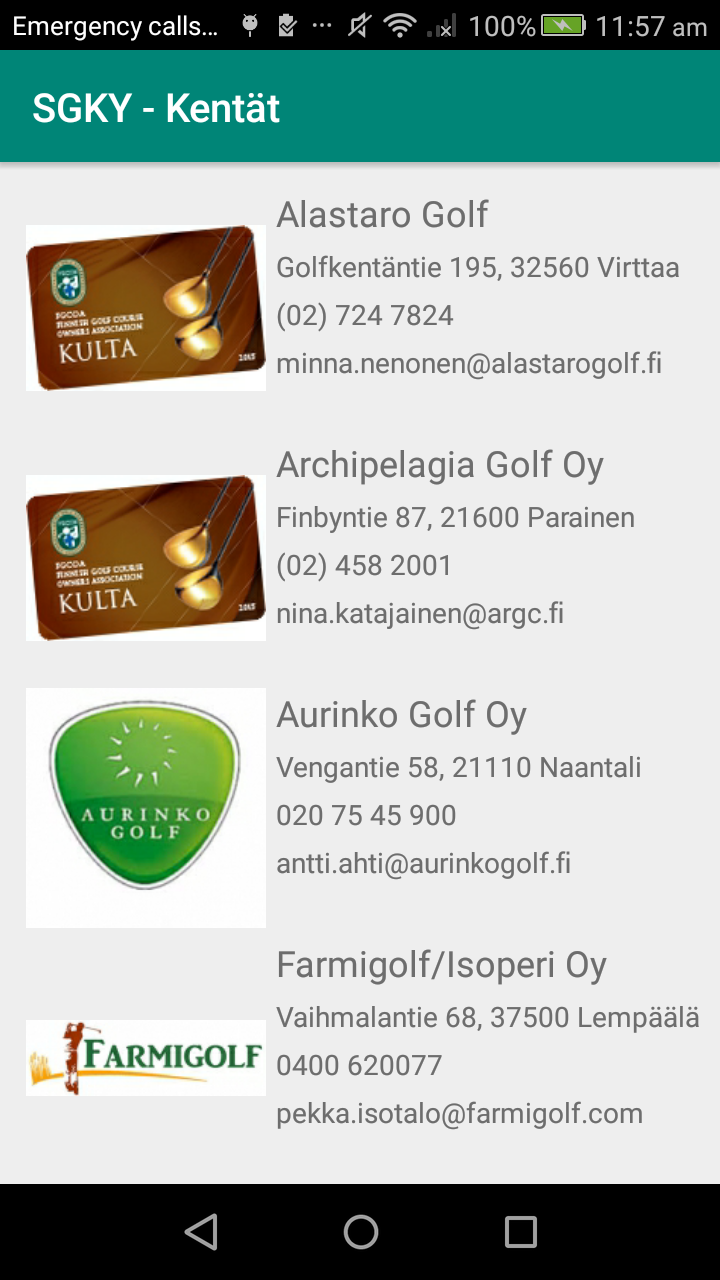 Emergency calls... 100% 11:57 am
SGKY - Kentät
Alastaro Golf
Golfkentäntie 195, 32560 Virttaa
(02) 724 7824
minna.nenonen@alastarogolf.fi
FGCOA
FINNISH GOLF COURSE
OWNERS ASSOCIATION
KULTA
2015
Archipelagia Golf Oy
Finbyntie 87, 21600 Parainen
(02) 458 2001
nina.katajainen@argc.fi
FGCOA
FINNISH GOLF COURSE
OWNERS ASSOCIATION
KULTA
2015
Aurinko Golf Oy
Vengantie 58, 21110 Naantali
020 75 45 900
antti.ahti@aurinkogolf.fi
AURINKO
GOLF
Farmigolf/Isoperi Oy
Vaihmalantie 68, 37500 Lempäälä
0400 620077
pekka.isotalo@farmigolf.com
FARMIGOLF